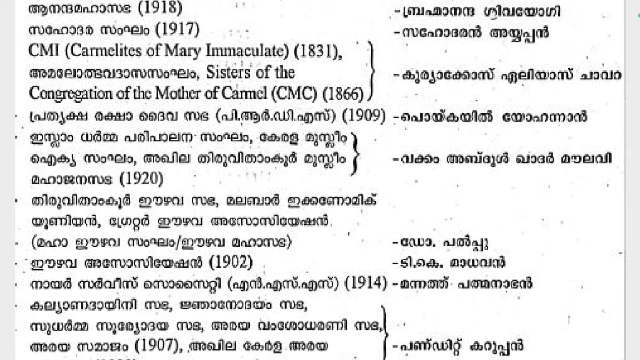 ആനന്ദമഹാസഭ (1918) -ബ്രഹ്മാനന്ദ ശിവയോഗി
സഹോദര സംഘം (1917) -സഹോദരൻ അയ്യപ്പൻ
CMI (Carmelites of Mary Immaculate) (1831),
അമലോത്ഭവദാസസംഘം, Sisters of the
Congregation of the Mother of Carmel (CMC) (1866) -കുര്യാക്കോസ് ഏലിയാസ് ചാവറ
പ്രത്യക്ഷ രക്ഷാ ദൈവ സഭ (പി.ആർ.ഡി.എസ്) (1909) -പൊയ്കയിൽ യോഹന്നാൻ
ഇസ്ലാം ധർമ്മ പരിപാലന സംഘം, കേരള മുസ്ലീം
ഐക്യ സംഘം, അഖില തിരുവിതാംകൂർ മുസ്ലീം -വക്കം അബ്ദുൾ ഖാദർ മൗലവി
മഹാജനസഭ (1920)
തിരുവിതാംകൂർ ഈഴവ സഭ, മലബാർ ഇക്കണോമിക്
യൂണിയൻ, ഗ്രേറ്റർ ഈഴവ അസോസിയേഷൻ
(മഹാ ഈഴവ സംഘം/ഈഴവ മഹാസഭ) -ഡോ. പൽപ്പു
ഈഴവ അസോസിയേഷൻ (1902) -ടി.കെ. മാധവൻ
നായർ സർവീസ് സൊസൈറ്റി (എൻ.എസ്.എസ്) (1914) -മന്നത്ത് പത്മനാഭൻ
കല്യാണദായിനി സഭ, ജ്ഞാനോദയം സഭ,
സുധർമ്മ സൂര്യോദയ സഭ, അരയ വംശോദ്ധരണി സഭ,
അരയ സമാജം (1907), അഖില കേരള അരയ -പണ്ഡിറ്റ് കറുപ്പൻ